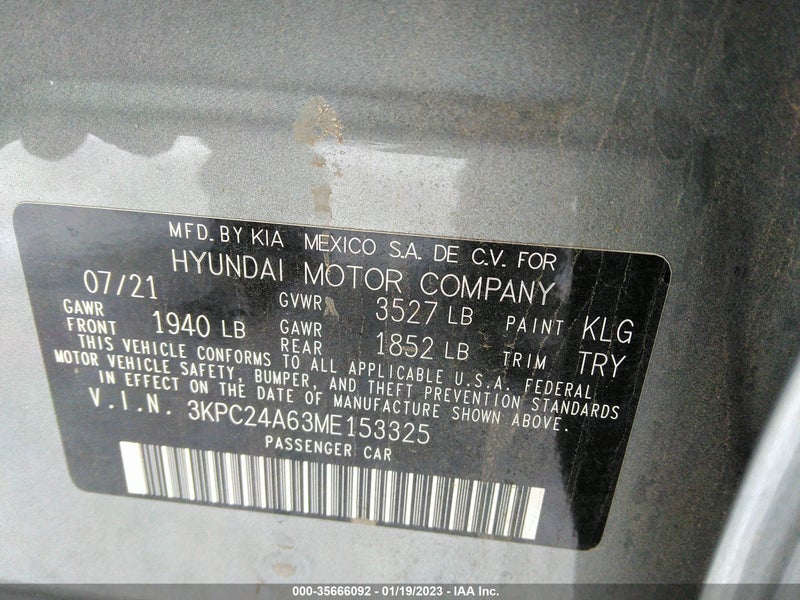 MFD. BY KIA MEXICO S.A. DE C.V. FOR
HYUNDAI MOTOR COMPANY
07/21 GVWR 3527 LB PAINT KLG
GAWR FRONT 1940 LB GAWR REAR 1852 LB TRIM TRY
THIS VEHICLE CONFORMS TO ALL APPLICABLE U.S.A. FEDERAL
MOTOR VEHICLE SAFETY, BUMPER, AND THEFT PREVENTION STANDARDS
IN EFFECT ON THE DATE OF MANUFACTURE SHOWN ABOVE.
V.I.N. 3KPC24A63ME153325
PASSENGER CAR
000-35666092 - 01/19/2023 - IAA Inc.